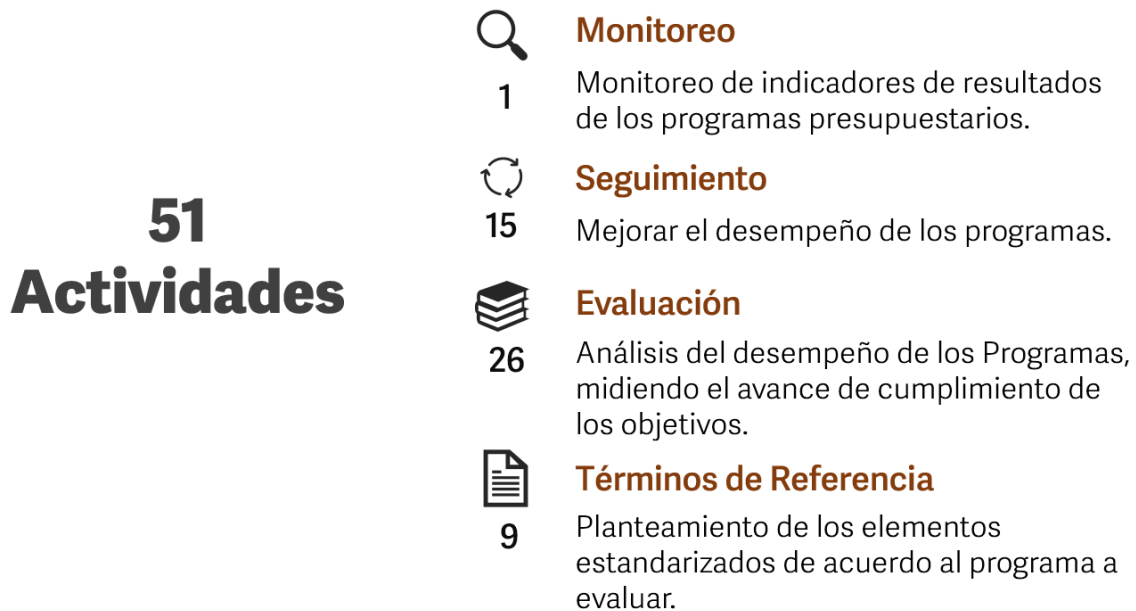 51
Actividades
1
Monitoreo
Monitoreo de indicadores de resultados
de los programas presupuestarios.
15
Seguimiento
Mejorar el desempeño de los programas.
26
Evaluación
Análisis del desempeño de los Programas,
midiendo el avance de cumplimiento de
los objetivos.
9
Términos de Referencia
Planteamiento de los elementos
estandarizados de acuerdo al programa a
evaluar.